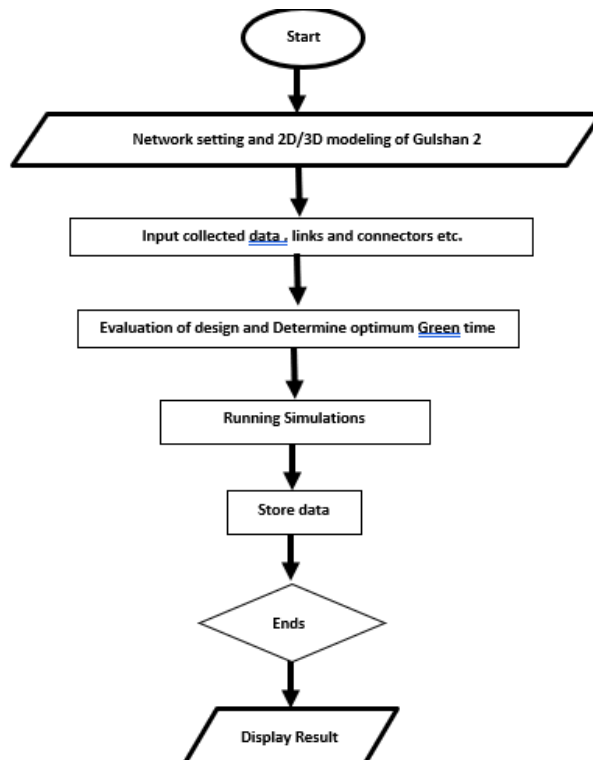 Start
Network setting and 2D/3D modeling of Gulshan 2
Input collected data , links and connectors etc.
Evaluation of design and Determine optimum Green time
Running Simulations
Store data
Ends
Display Result